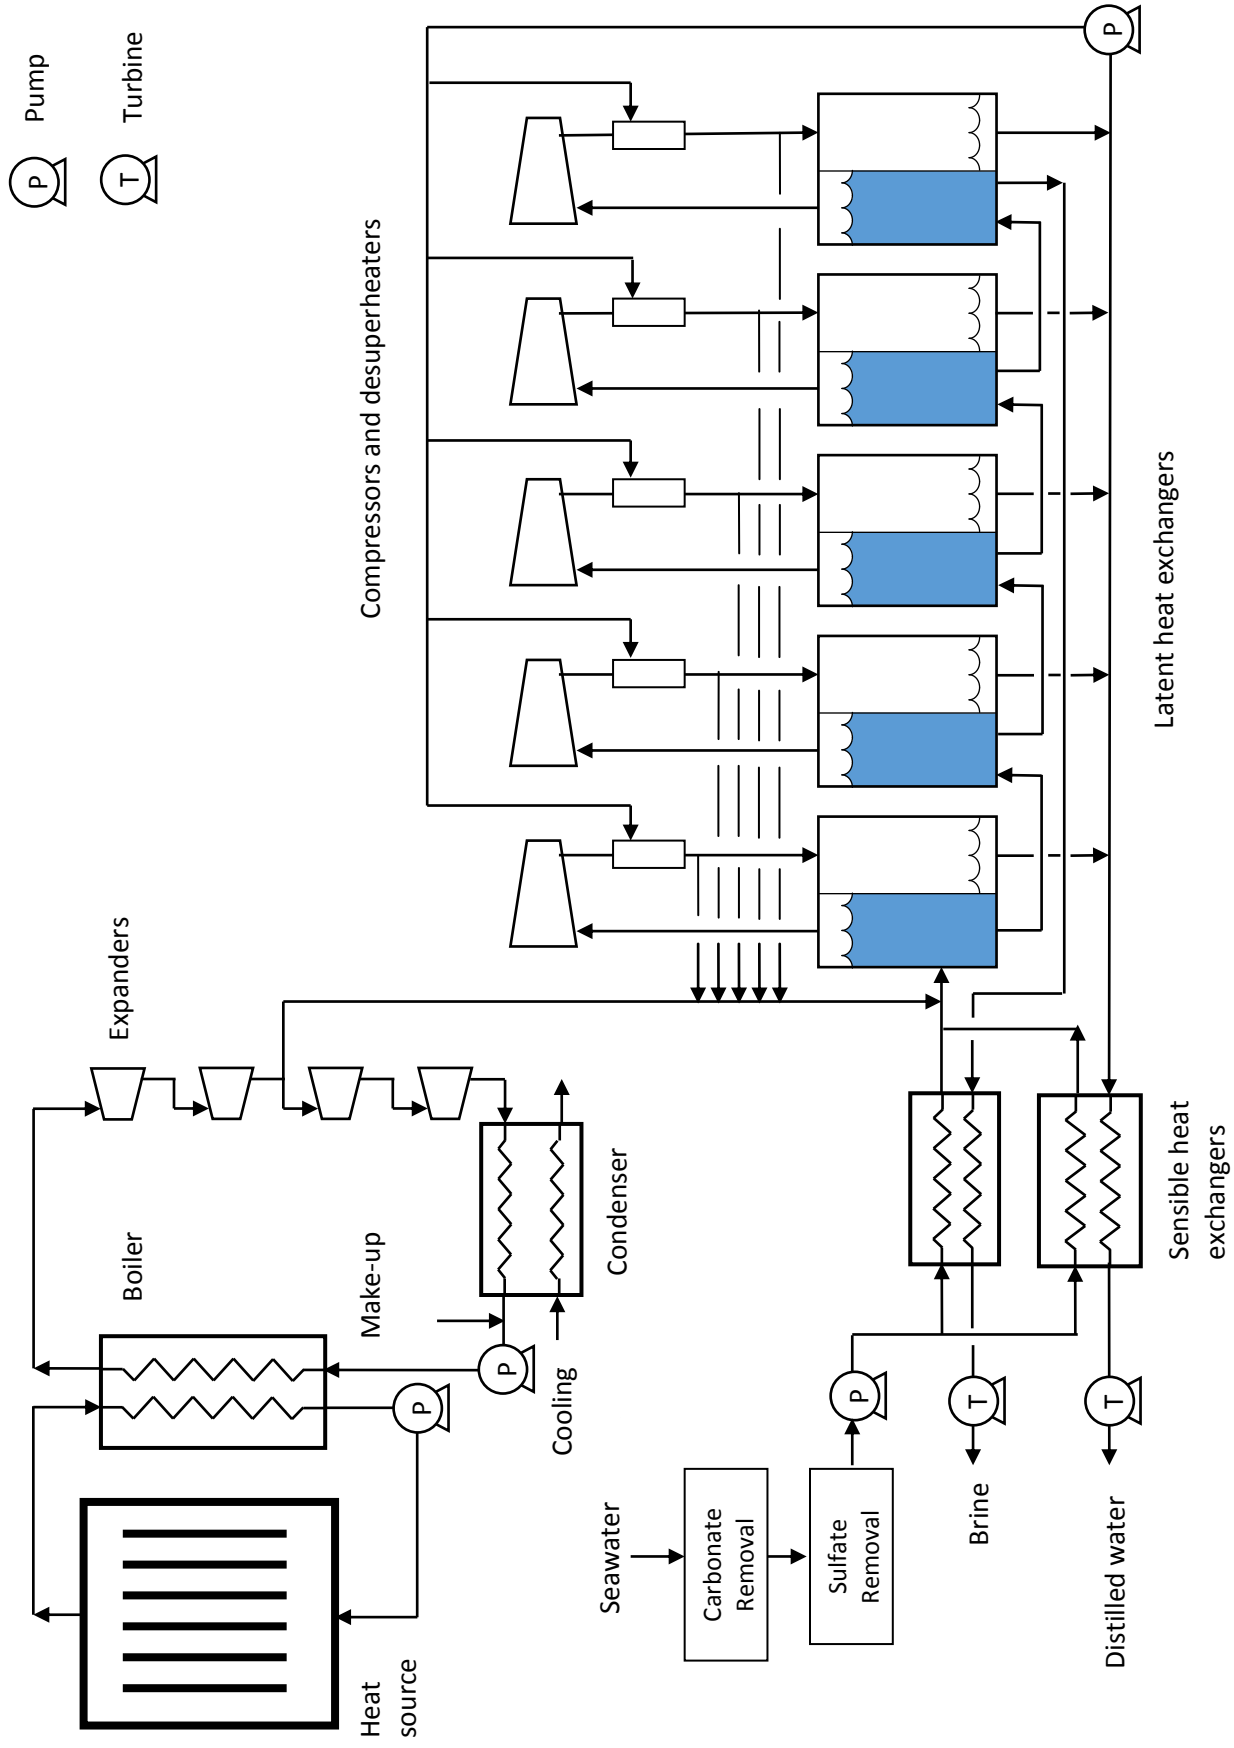 P
Pump
T
Turbine
Heat
source
Boiler
Expanders
Make-up
P
P
Cooling
Condenser
Compressors and desuperheaters
Seawater
Carbonate
Removal
Sulfate
Removal
P
T
Brine
T
Distilled water
Sensible heat
exchangers
Latent heat exchangers
P